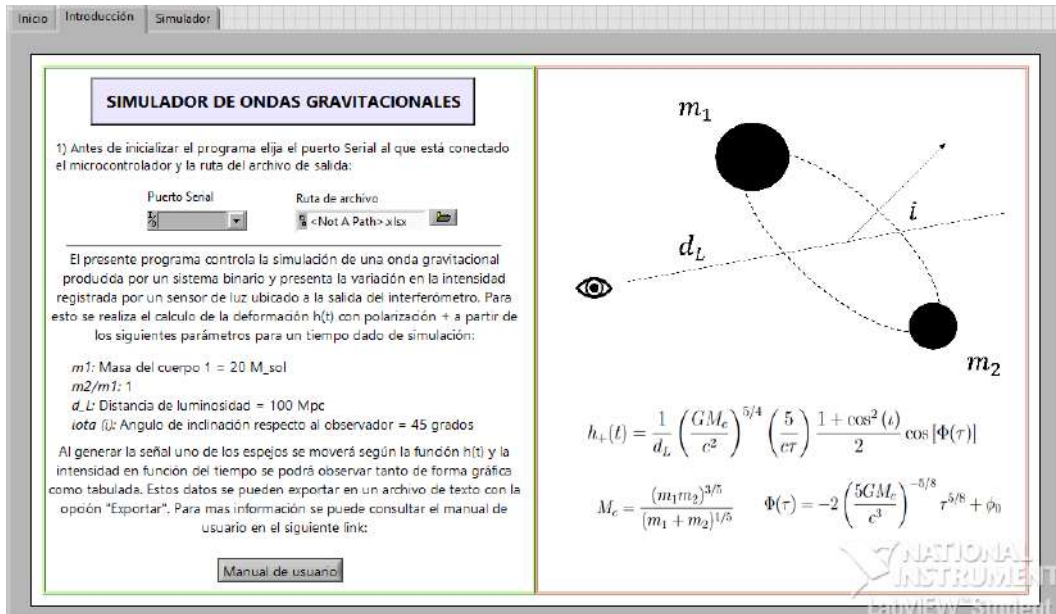 Inicio Introducción Simulador
SIMULADOR DE ONDAS GRAVITACIONALES
1) Antes de inicializar el programa elija el puerto Serial al que está conectado
el microcontrolador y la ruta del archivo de salida:
Puerto Serial Ruta de archivo
<Not A Path>.xlsx
El presente programa controla la simulación de una onda gravitacional
producida por un sistema binario y presenta la variación en la intensidad
registrada por un sensor de luz ubicado a la salida del interferómetro. Para
esto se realiza el calculo de la deformación h(t) con polarización + a partir de
los siguientes parámetros para un tiempo dado de simulación:
m1: Masa del cuerpo 1 = 20 M_sol
m2/m1: 1
d_L: Distancia de luminosidad = 100 Mpc
iota (i): Angulo de inclinación respecto al observador = 45 grados
Al generar la señal uno de los espejos se moverá según la función h(t) y la
intensidad en función del tiempo se podrá observar tanto de forma gráfica
como tabulada. Estos datos se pueden exportar en un archivo de texto con la
opción "Exportar". Para mas información se puede consultar el manual de
usuario en el siguiente link:
Manual de usuario
m₁
i
d_L
m₂
h₊(t) = 1/d_L (GM_c/c²)^{5/4} (5/cτ) (1 + cos² (ι))/2 cos [Φ(τ)]
M_c = (m₁m₂)^{3/5}/(m₁ + m₂)^{1/5} Φ(τ) = −2 (5GM_c/c³)^{−5/8} τ^{5/8} + ϕ₀
NATIONAL
INSTRUMENT
LabVIEW Student